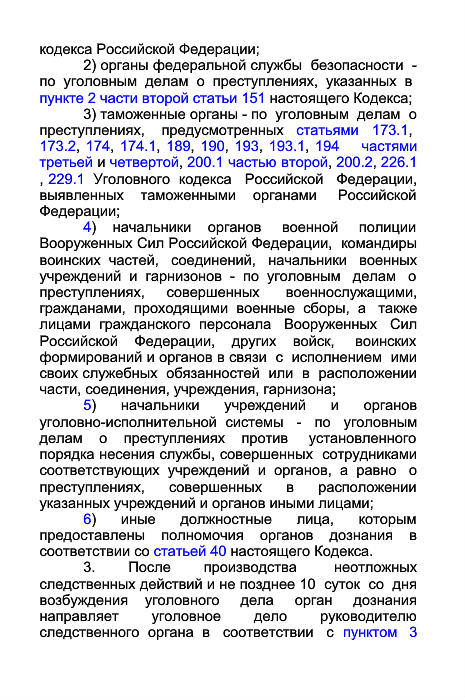 кодекса Российской Федерации;
2) органы федеральной службы безопасности -
по уголовным делам о преступлениях, указанных в
пункте 2 части второй статьи 151 настоящего Кодекса;
3) таможенные органы - по уголовным делам о
преступлениях, предусмотренных статьями 173.1,
173.2, 174, 174.1, 189, 190, 193, 193.1, 194 частями
третьей и четвертой, 200.1 частью второй, 200.2, 226.1
, 229.1 Уголовного кодекса Российской Федерации,
выявленных таможенными органами Российской
Федерации;
4) начальники органов военной полиции
Вооруженных Сил Российской Федерации, командиры
воинских частей, соединений, начальники военных
учреждений и гарнизонов - по уголовным делам о
преступлениях, совершенных военнослужащими,
гражданами, проходящими военные сборы, а также
лицами гражданского персонала Вооруженных Сил
Российской Федерации, других войск, воинских
формирований и органов в связи с исполнением ими
своих служебных обязанностей или в расположении
части, соединения, учреждения, гарнизона;
5) начальники учреждений и органов
уголовно-исполнительной системы - по уголовным
делам о преступлениях против установленного
порядка несения службы, совершенных сотрудниками
соответствующих учреждений и органов, а равно о
преступлениях, совершенных в расположении
указанных учреждений и органов иными лицами;
6) иные должностные лица, которым
предоставлены полномочия органов дознания в
соответствии со статьей 40 настоящего Кодекса.
3. После производства неотложных
следственных действий и не позднее 10 суток со дня
возбуждения уголовного дела орган дознания
направляет уголовное дело руководителю
следственного органа в соответствии с пунктом 3